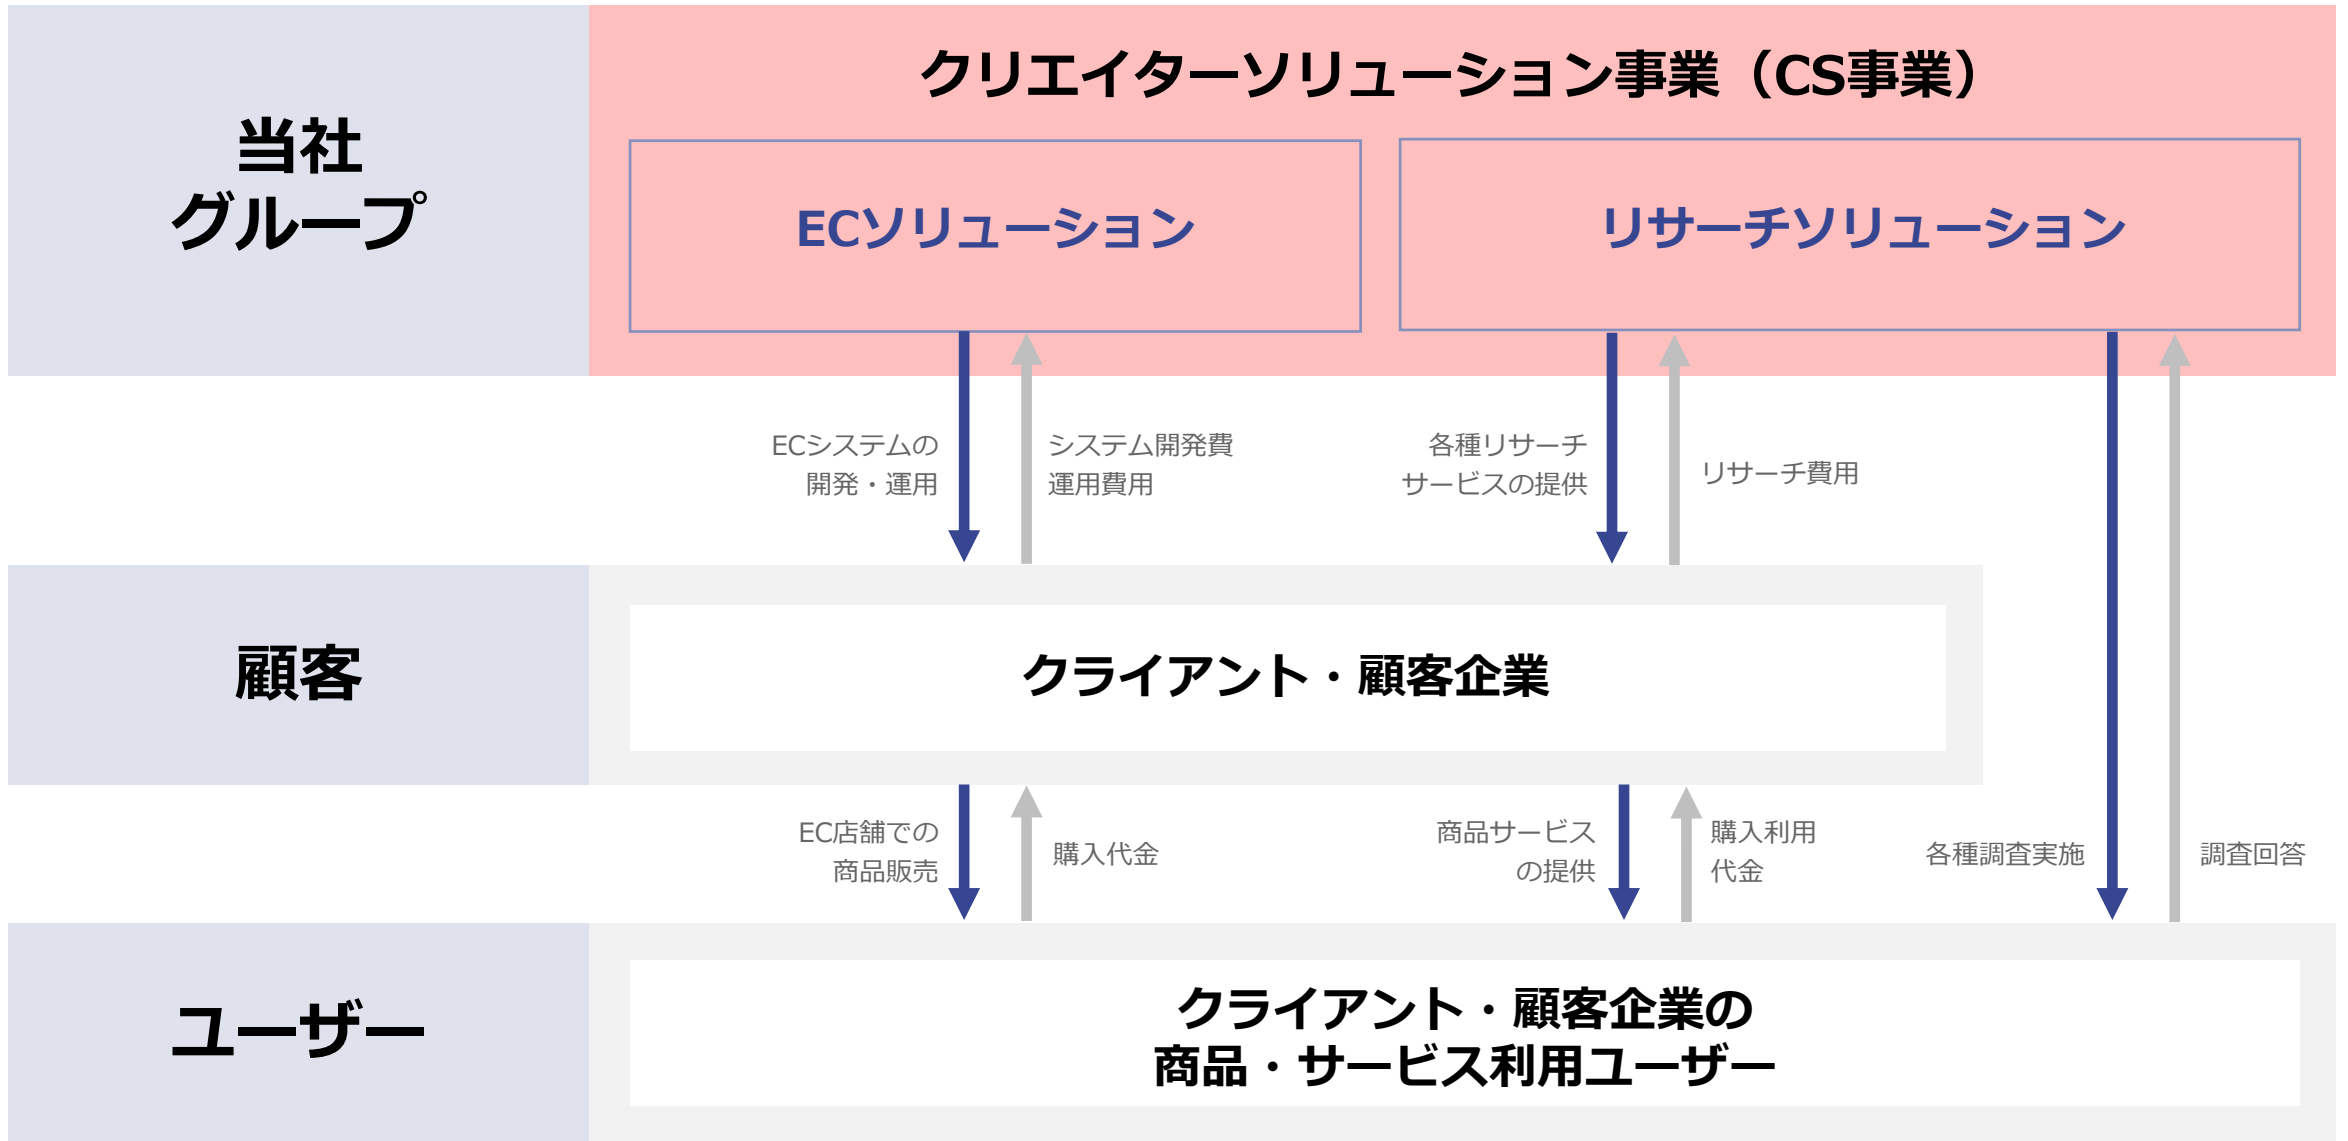 当社
グループ
クリエイターソリューション事業（CS事業）
ECソリューション
リサーチソリューション
ECシステムの
開発・運用
システム開発費
運用費用
各種リサーチ
サービスの提供
リサーチ費用
顧客
クライアント・顧客企業
EC店舗での
商品販売
購入代金
商品サービス
の提供
購入利用
代金
各種調査実施
調査回答
ユーザー
クライアント・顧客企業の
商品・サービス利用ユーザー